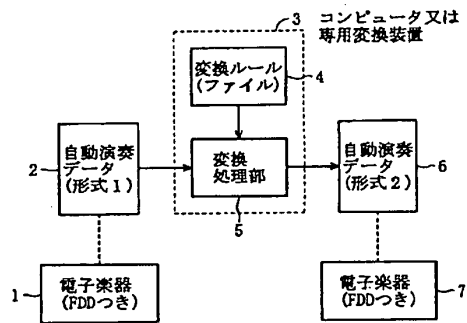 3
コンピュータ又は
専用変換装置
変換ルール
(ファイル)
4
2
自動演奏
データ
(形式1)
変換
処理部
5
自動演奏
データ
(形式2)
6
1
電子楽器
(FDDつき)
電子楽器
(FDDつき)
7